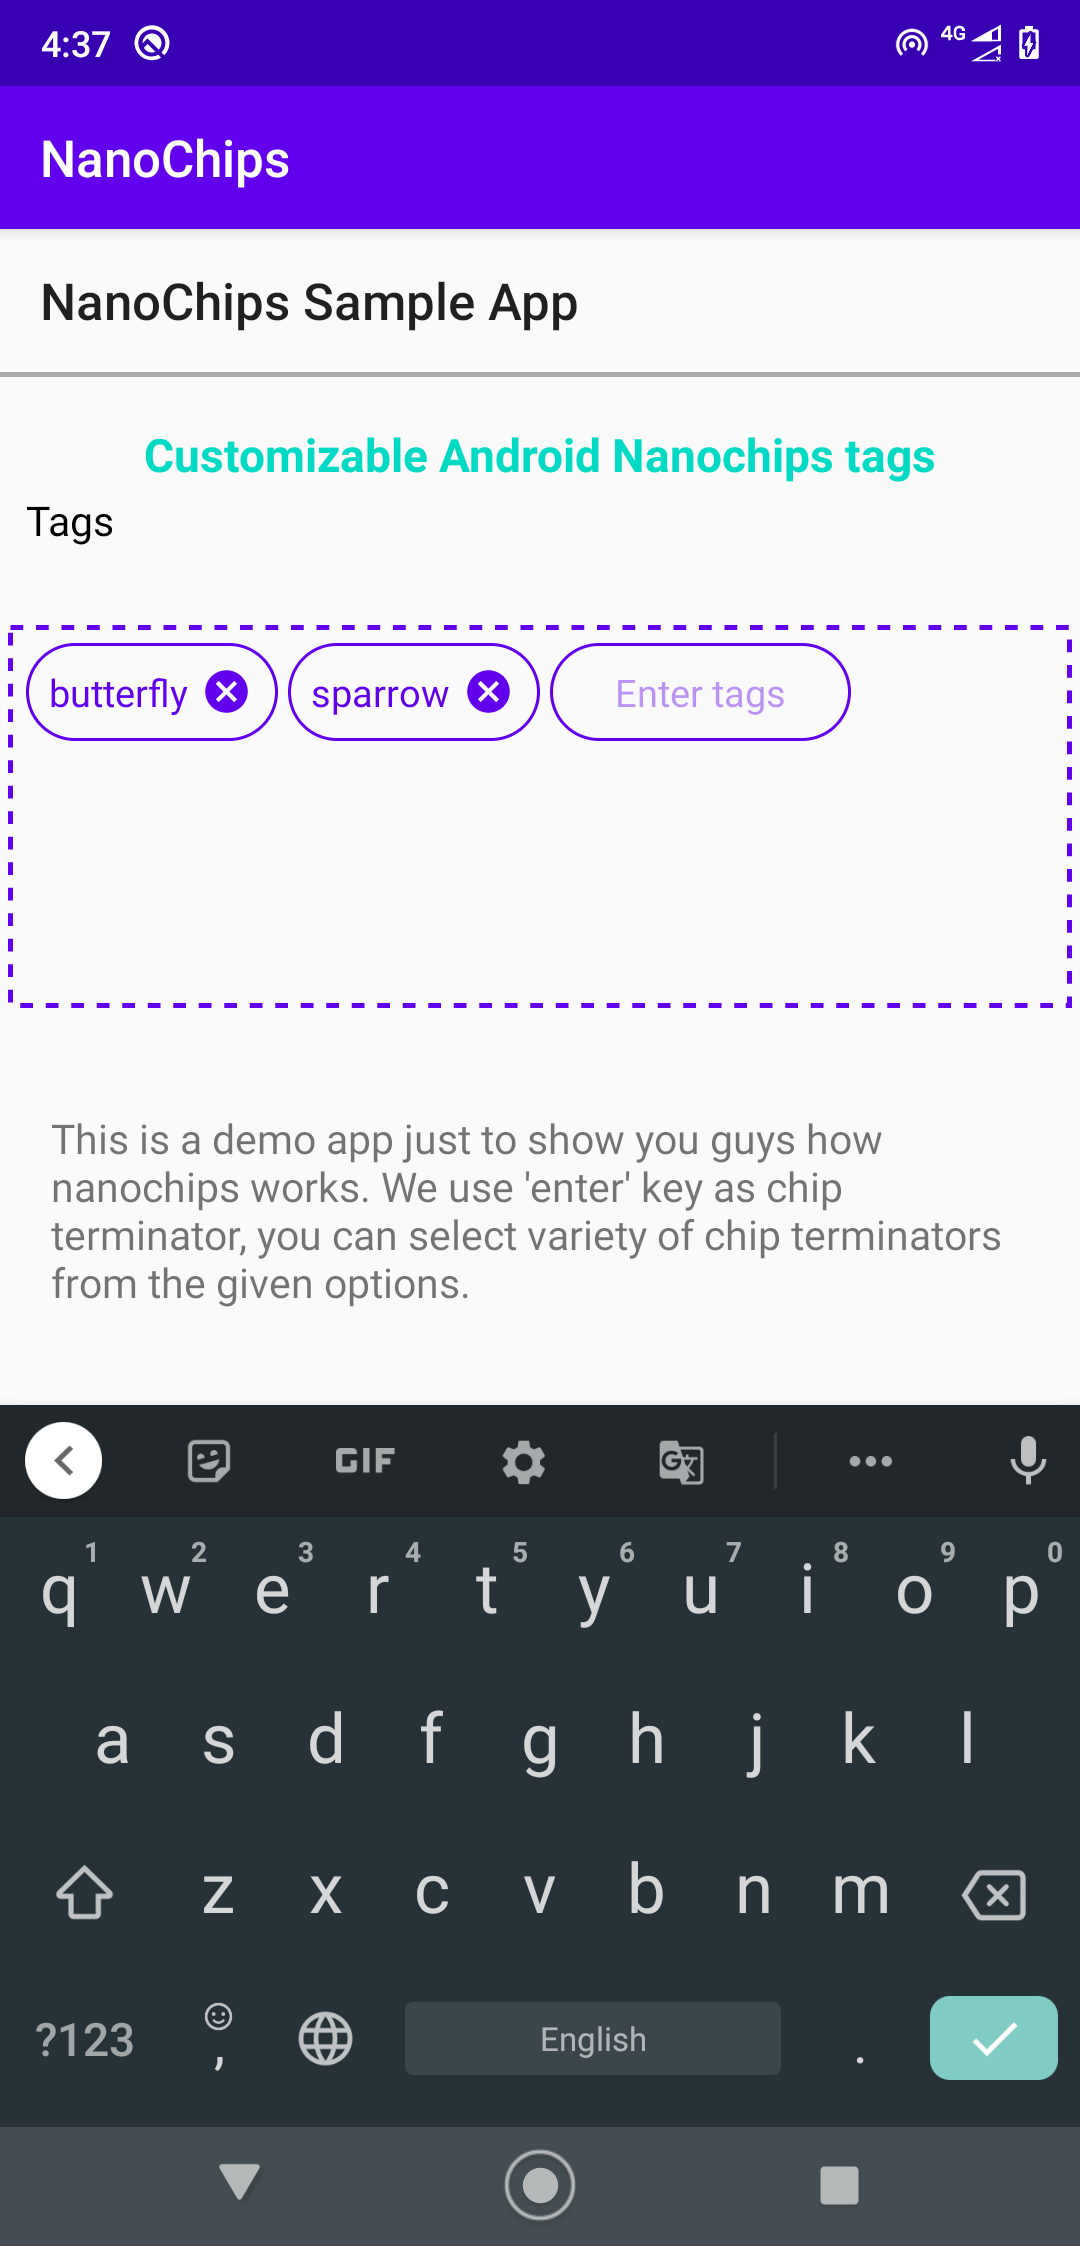 4:37
4G
NanoChips
NanoChips Sample App
Customizable Android Nanochips tags
Tags
butterfly sparrow Enter tags
This is a demo app just to show you guys how
nanochips works. We use 'enter' key as chip
terminator, you can select variety of chip terminators
from the given options.
GIF G
1 2 3 4 5 6 7 8 9 0
q w e r t y u i o p
a s d f g h j k l
z x c v b n m
?123 , English .